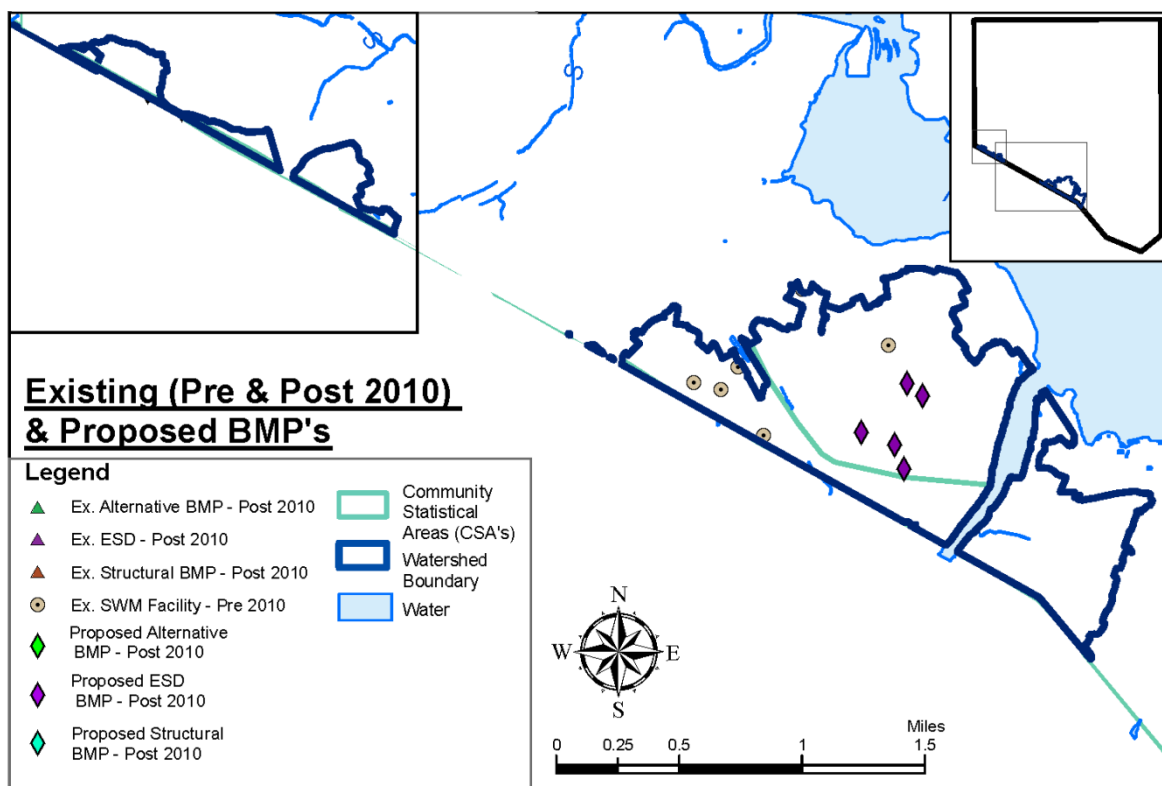 Existing (Pre & Post 2010)
& Proposed BMP's
Legend
Ex. Alternative BMP - Post 2010
Ex. ESD - Post 2010
Ex. Structural BMP - Post 2010
Ex. SWM Facility - Pre 2010
Proposed Alternative
BMP - Post 2010
Proposed ESD
BMP - Post 2010
Proposed Structural
BMP - Post 2010
Community
Statistical
Areas (CSA's)
Watershed
Boundary
Water
N
W E
S
Miles
0 0.25 0.5 1 1.5